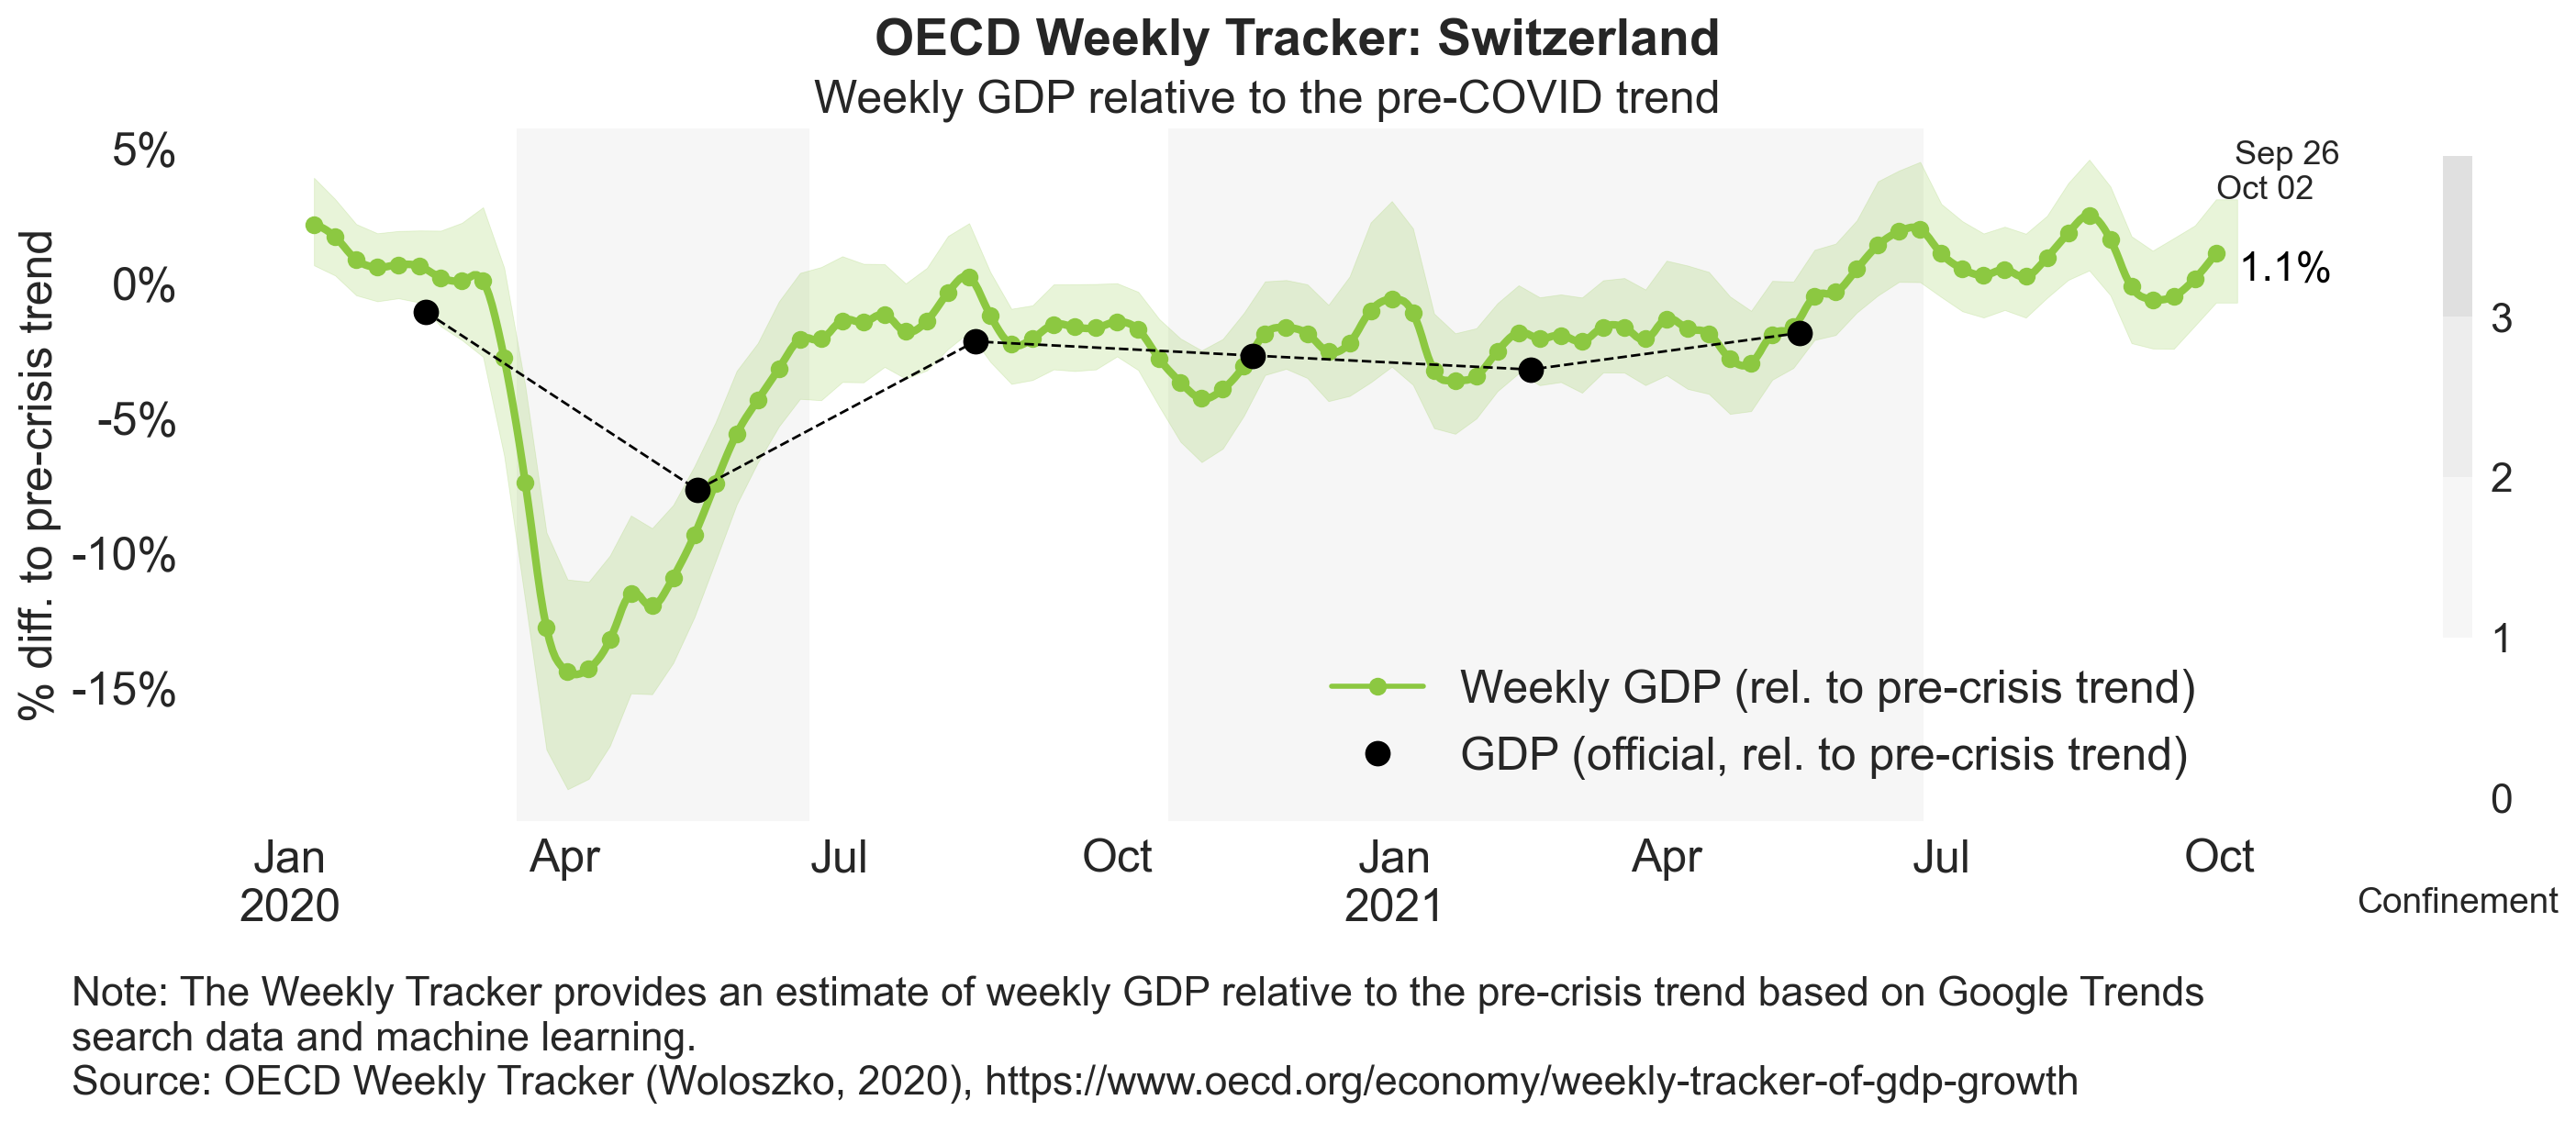 OECD Weekly Tracker: Switzerland
Weekly GDP relative to the pre-COVID trend
% diff. to pre-crisis trend
5%
0%
-5%
-10%
-15%
Sep 26
Oct 02
1.1%
Weekly GDP (rel. to pre-crisis trend)
GDP (official, rel. to pre-crisis trend)
3
2
1
0
Confinement
Jan Apr Jul Oct Jan Apr Jul Oct
2020 2021
Note: The Weekly Tracker provides an estimate of weekly GDP relative to the pre-crisis trend based on Google Trends
search data and machine learning.
Source: OECD Weekly Tracker (Woloszko, 2020), https://www.oecd.org/economy/weekly-tracker-of-gdp-growth